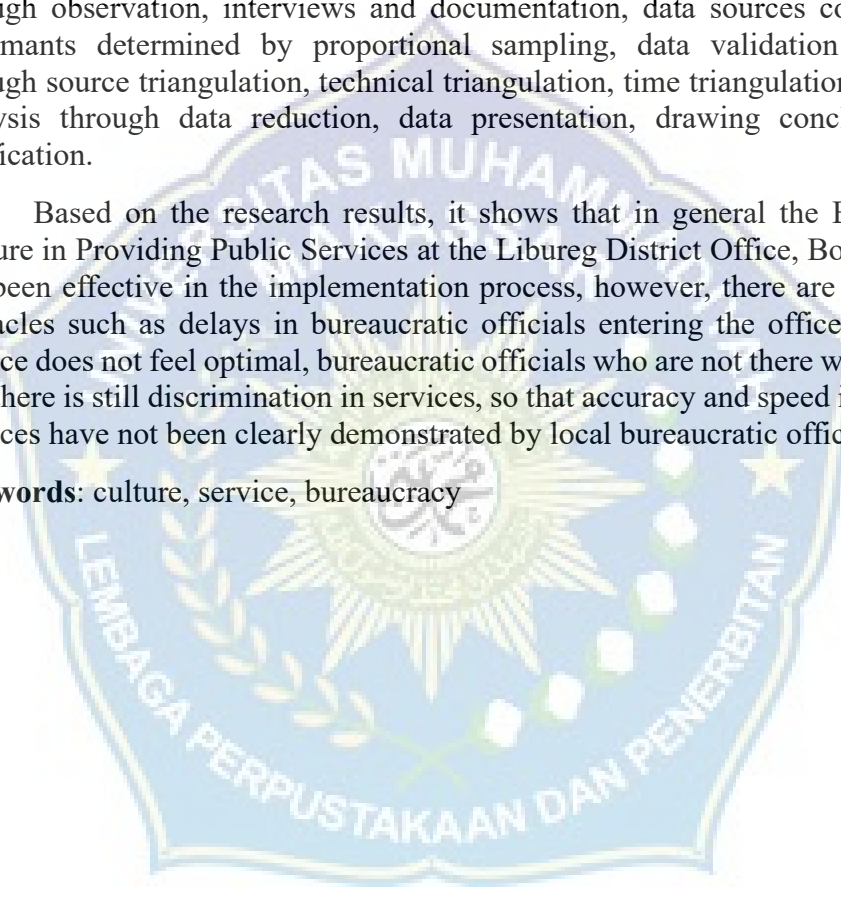 ugh observation, interviews and documentation, data sources co
mants determined by proportional sampling, data validation
ugh source triangulation, technical triangulation, time triangulation
ysis through data reduction, data presentation, drawing concl
ication.
Based on the research results, it shows that in general the
ure in Providing Public Services at the Libureg District Office, Bo
been effective in the implementation process, however, there are
acles such as delays in bureaucratic officials entering the office
ce does not feel optimal, bureaucratic officials who are not there w
here is still discrimination in services, so that accuracy and speed i
ces have not been clearly demonstrated by local bureaucratic offic
words: culture, service, bureaucracy
UNIVERSITAS MUHAMMADIYAH
MAKASSAR
LEMBAGA PERPUSTAKAAN DAN PENERBITAN